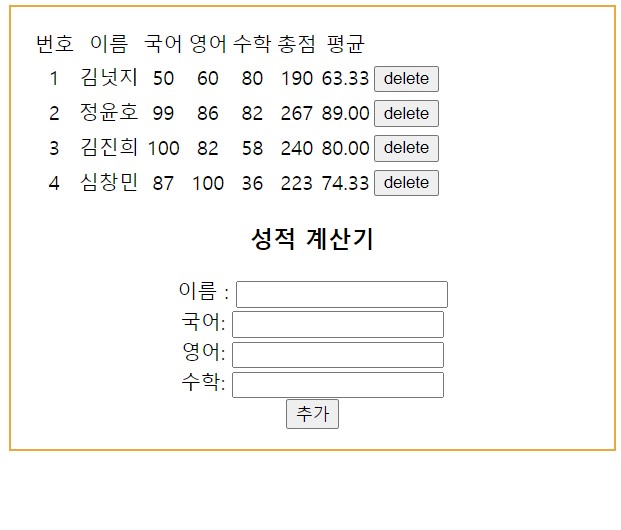 번호 이름 국어 영어 수학 총점 평균
1 김넛지 50 60 80 190 63.33 delete
2 정윤호 99 86 82 267 89.00 delete
3 김진희 100 82 58 240 80.00 delete
4 심창민 87 100 36 223 74.33 delete
성적 계산기
이름 :
국어:
영어:
수학:
추가